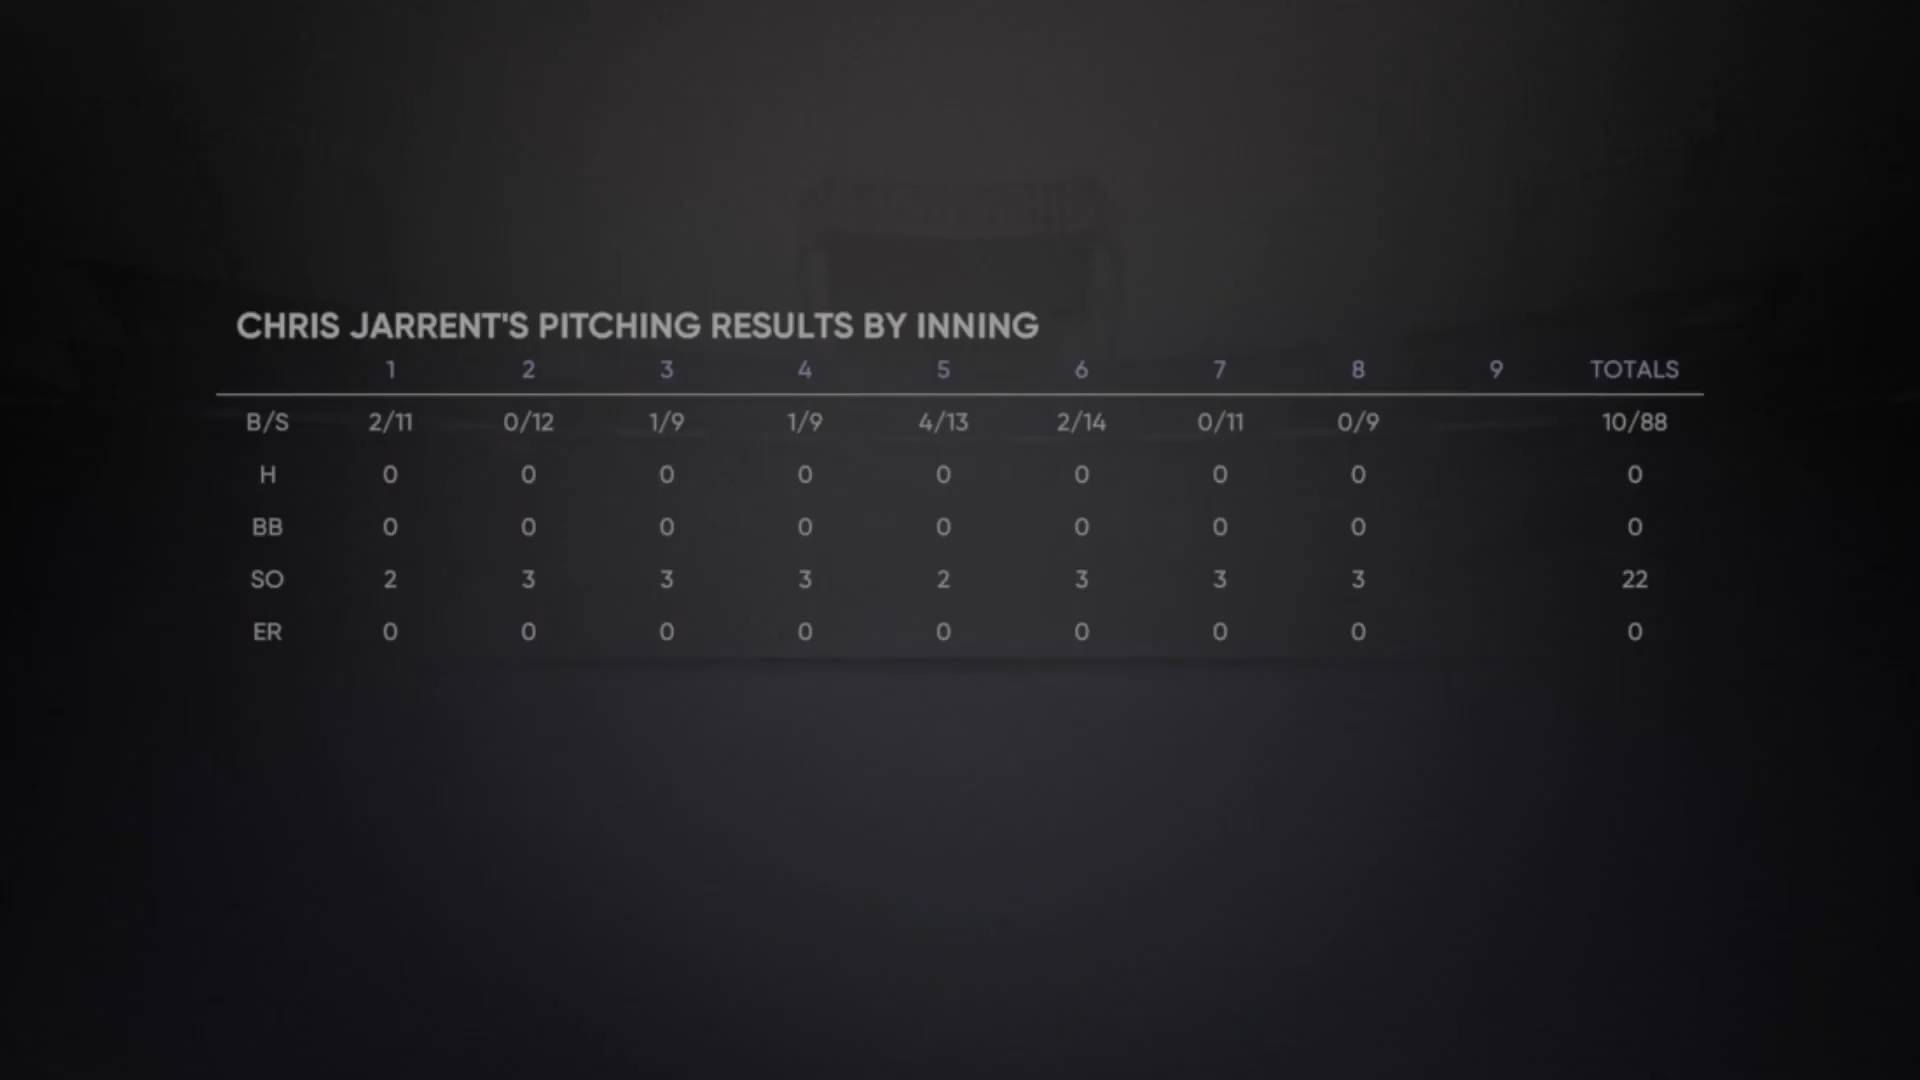 CHRIS JARRENT'S PITCHING RESULTS BY INNING
1 2 3 4 5 6 7 8 9 TOTALS
B/S 2/11 0/12 1/9 1/9 4/13 2/14 0/11 0/9 10/88
H 0 0 0 0 0 0 0 0 0
BB 0 0 0 0 0 0 0 0 0
SO 2 3 3 3 2 3 3 3 22
ER 0 0 0 0 0 0 0 0 0